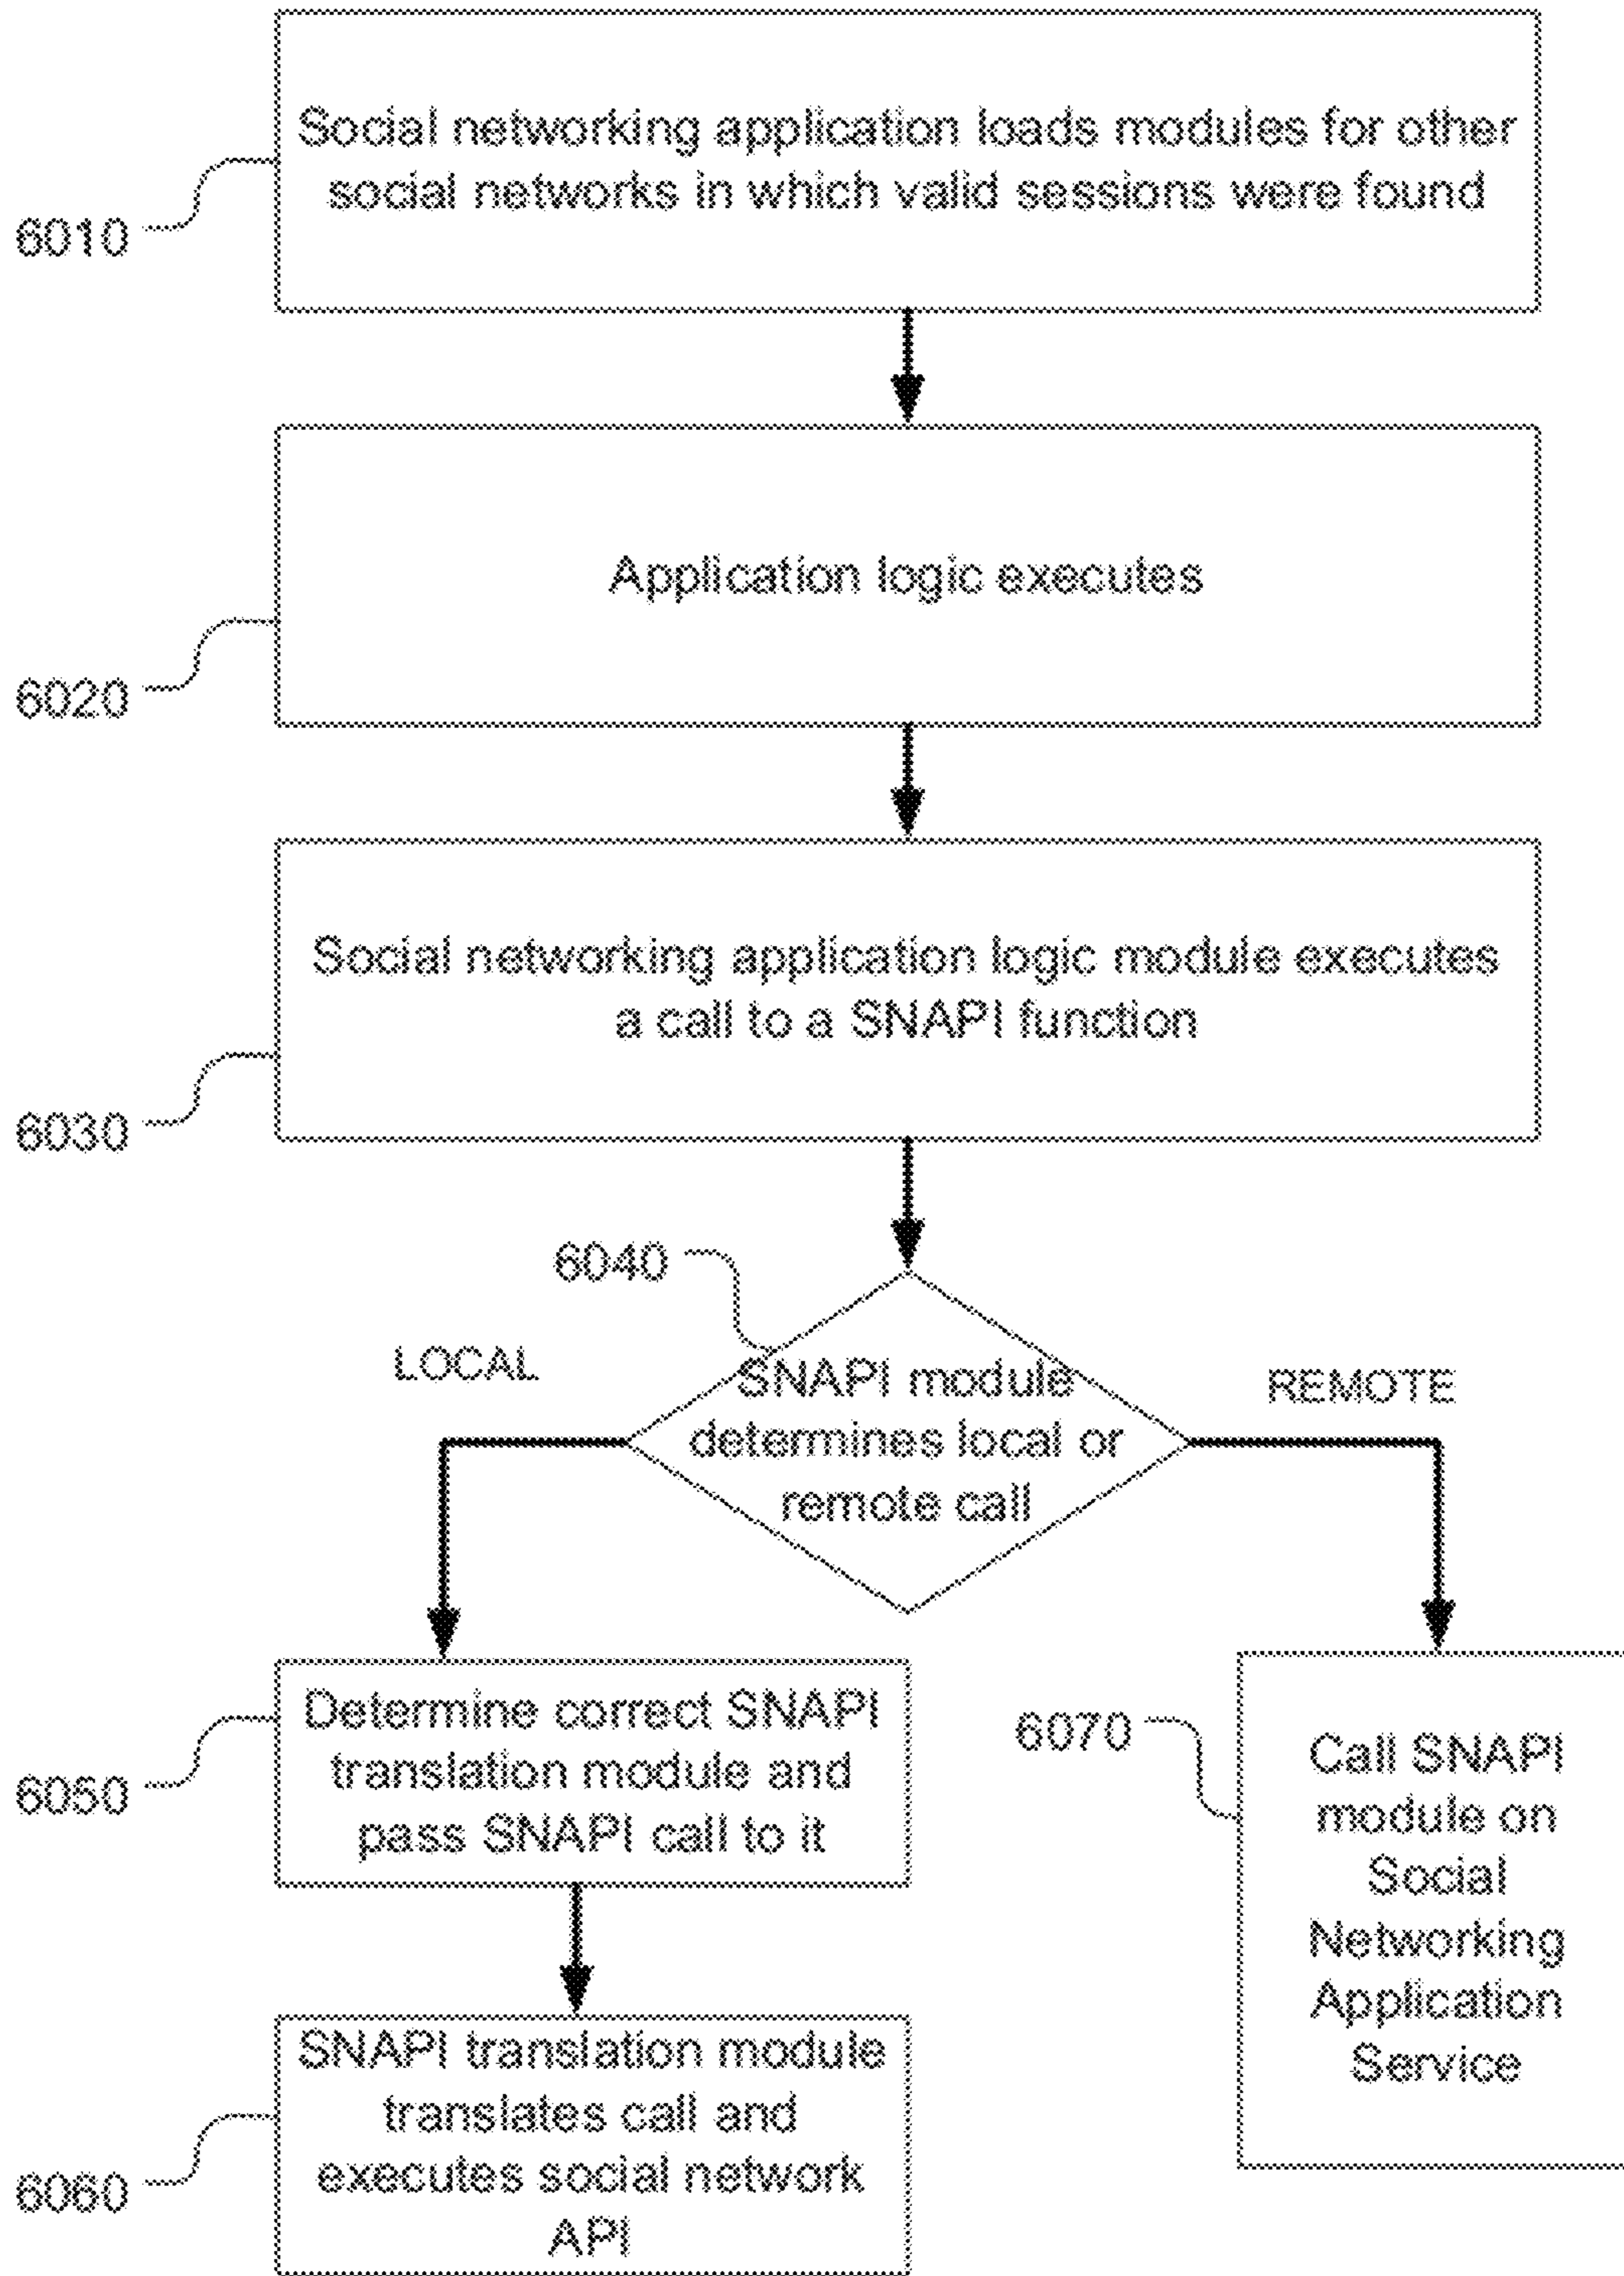 Social networking application loads modules for other
social networks in which valid sessions were found
6010
Application logic executes
6020
Social networking application logic module executes
a call to a SNAPI function
6030
6040
LOCAL
SNAPI module
determines local or
remote call
REMOTE
Determine correct SNAPI
translation module and
pass SNAPI call to it
6050
6070
Call SNAPI
module on
Social
Networking
Application
Service
SNAPI translation module
translates call and
executes social network
API
6060